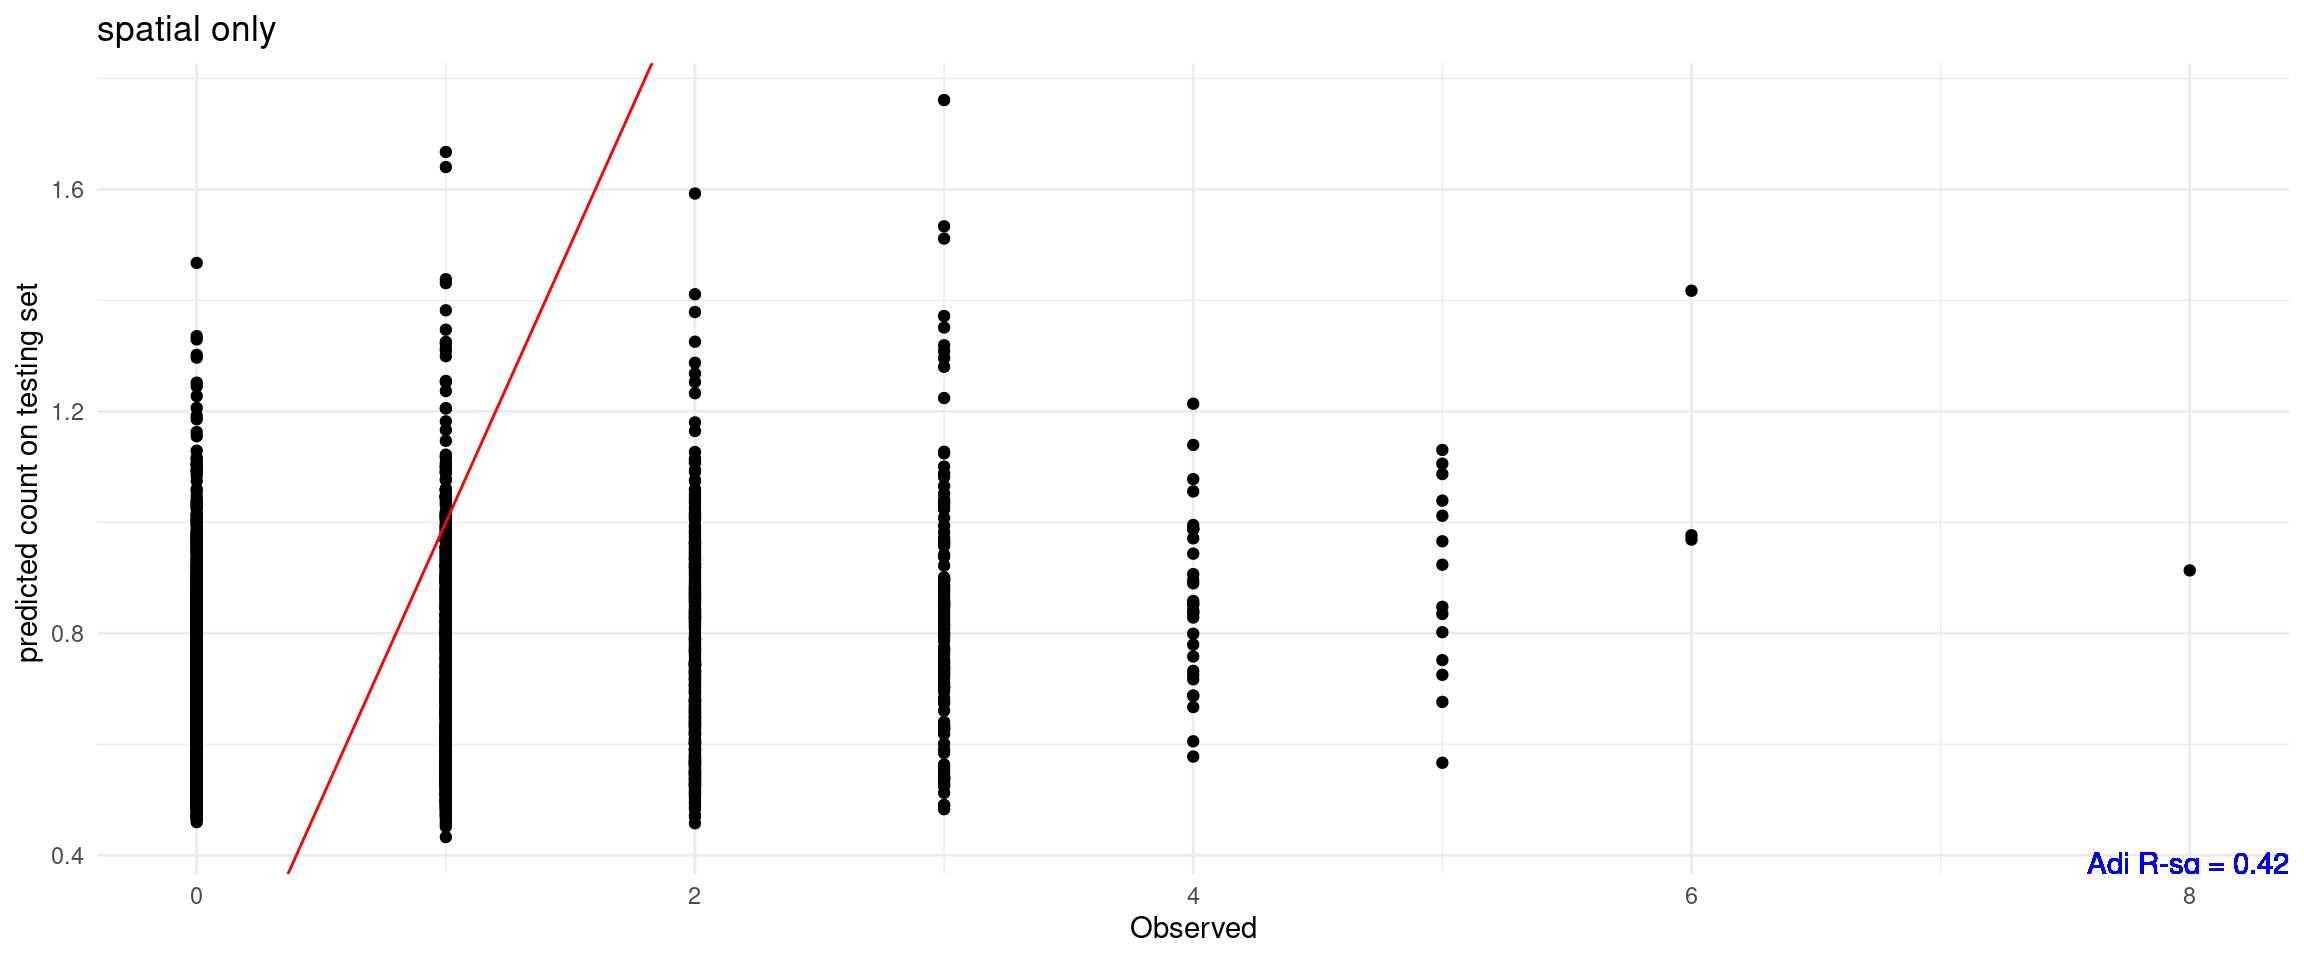 spatial only
predicted count on testing set
1.6
1.2
0.8
0.4
Adj R-sq = 0.42
0 2 4 6 8
Observed